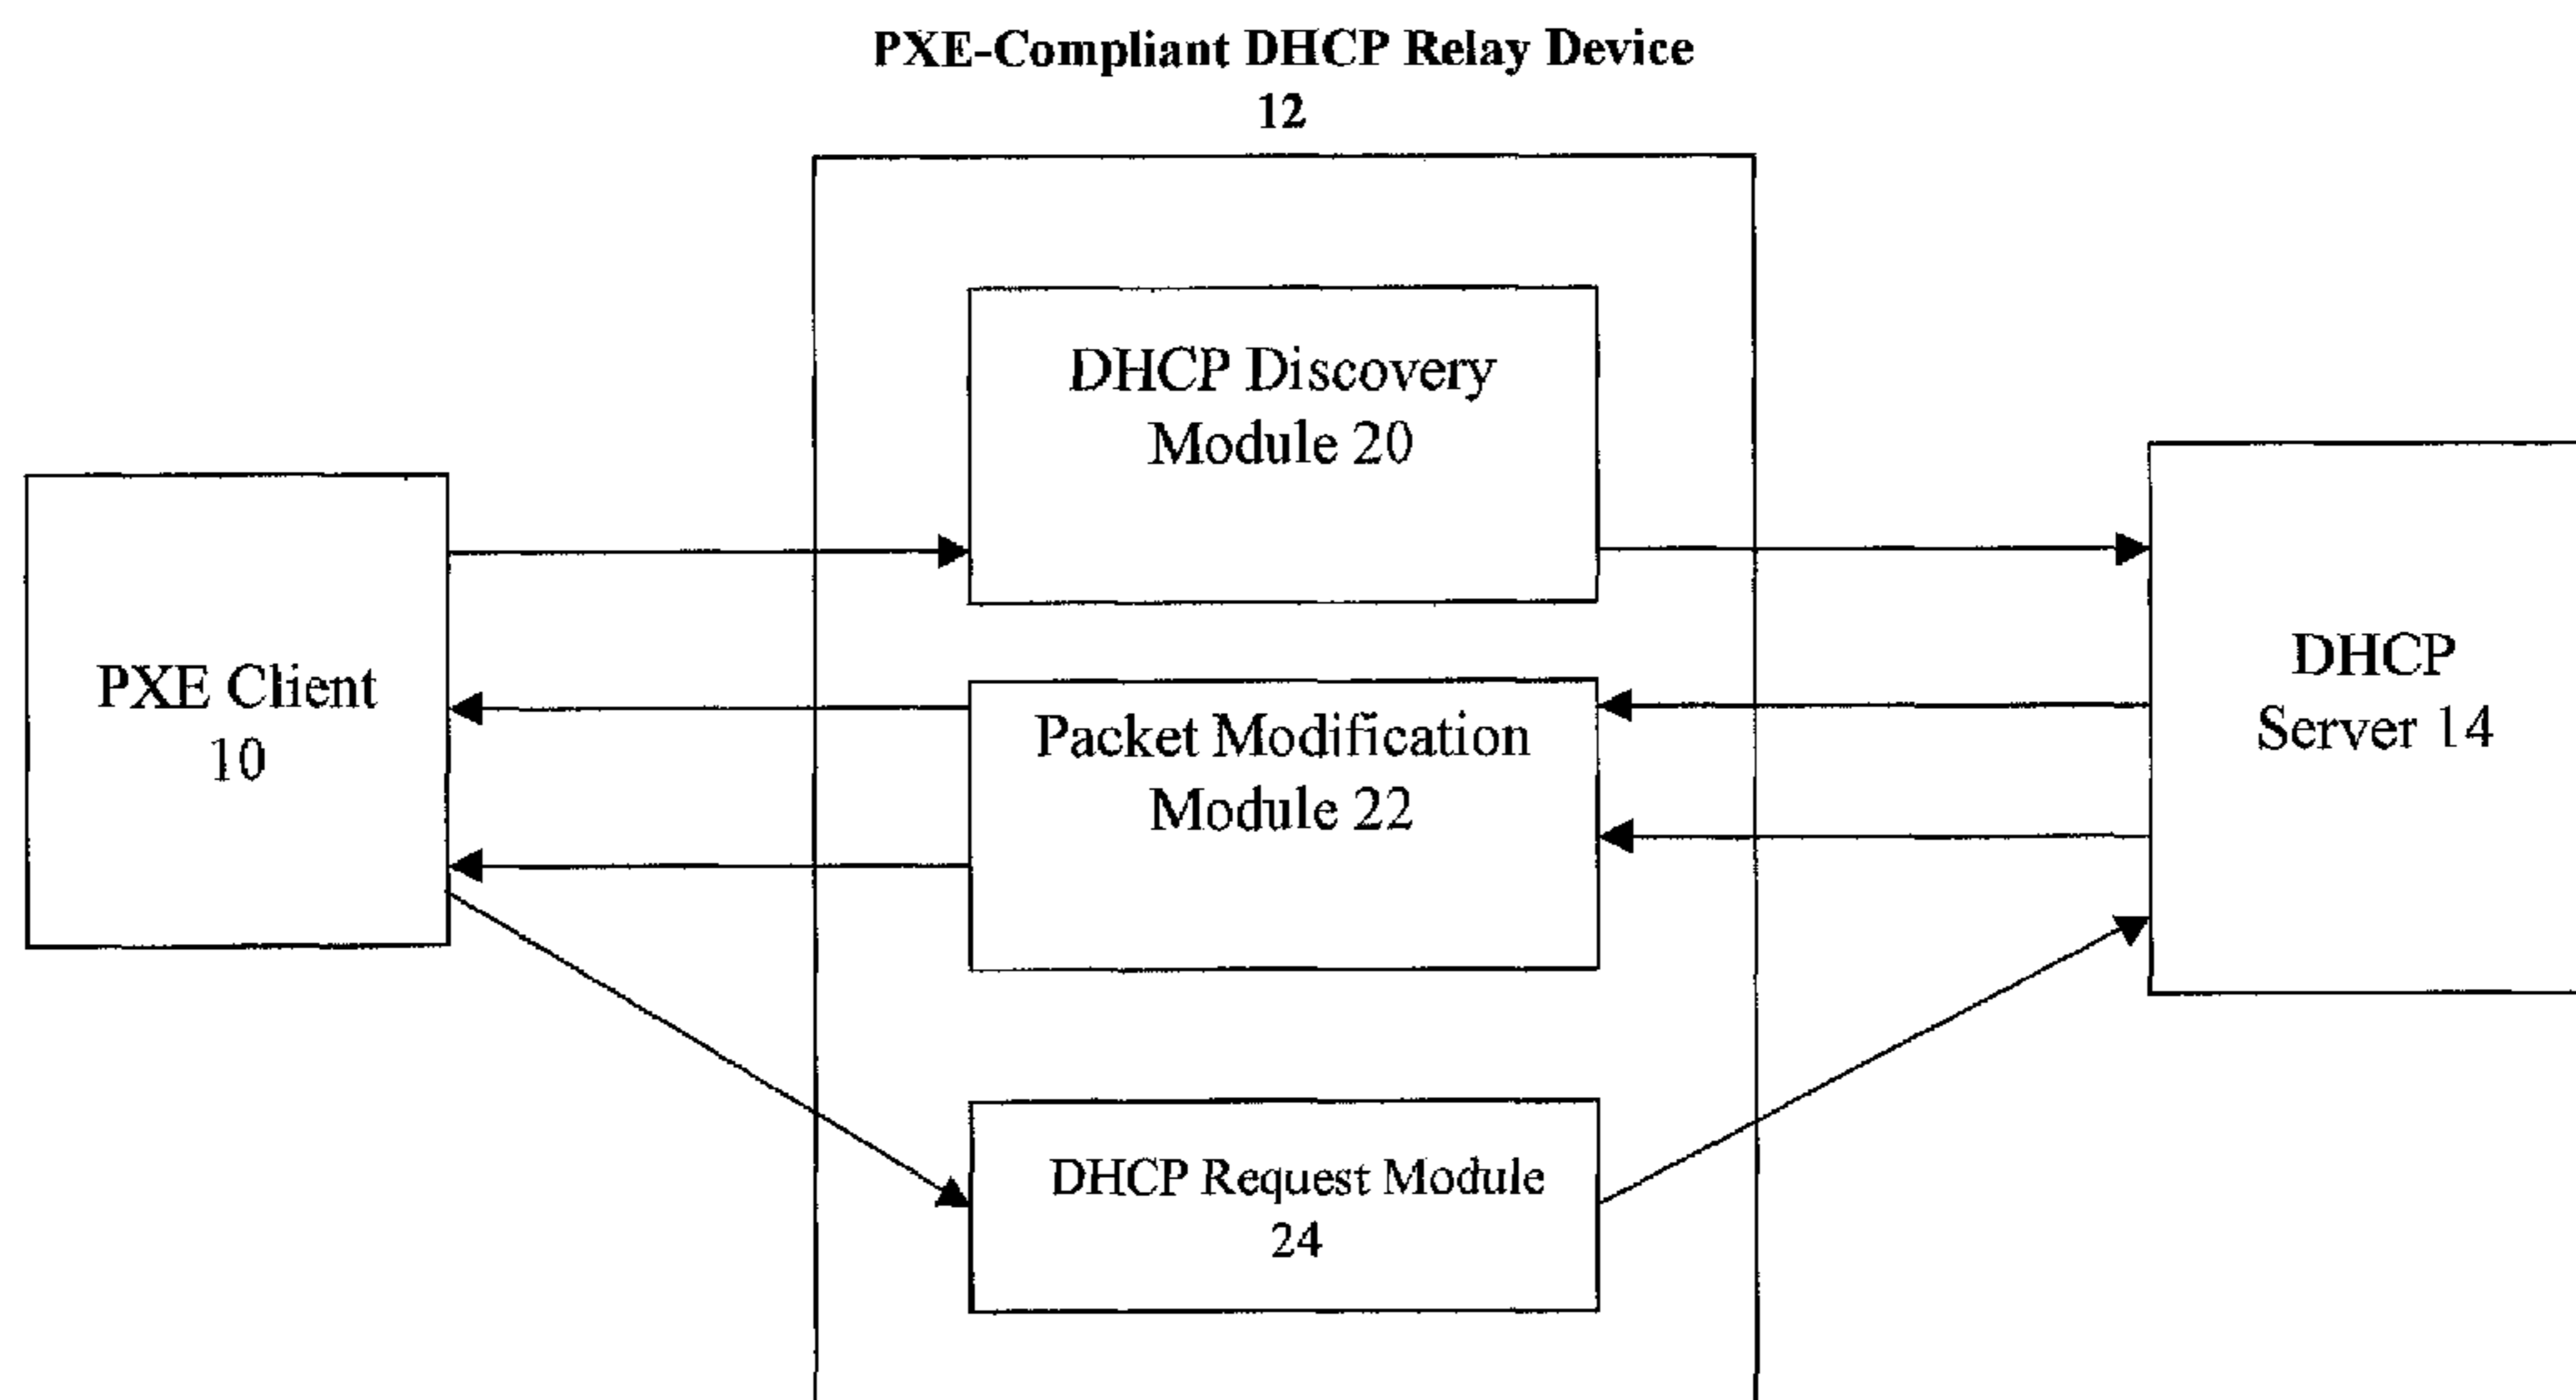 PXE-Compliant DHCP Relay Device
12
DHCP Discovery
Module 20
PXE Client
10
Packet Modification
Module 22
DHCP
Server 14
DHCP Request Module
24